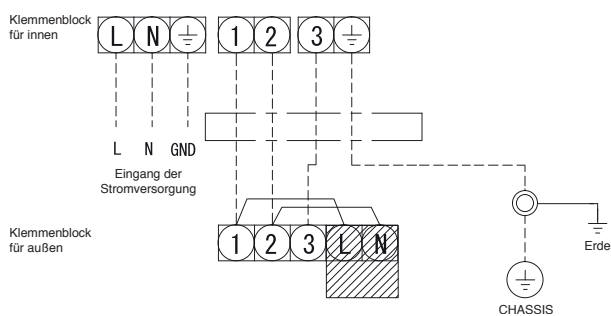 Klemmenblock
für innen
L N 1 2 3
L N GND
Eingang der
Stromversorgung
Klemmenblock
für außen
1 2 3 L N
Erde
CHASSIS